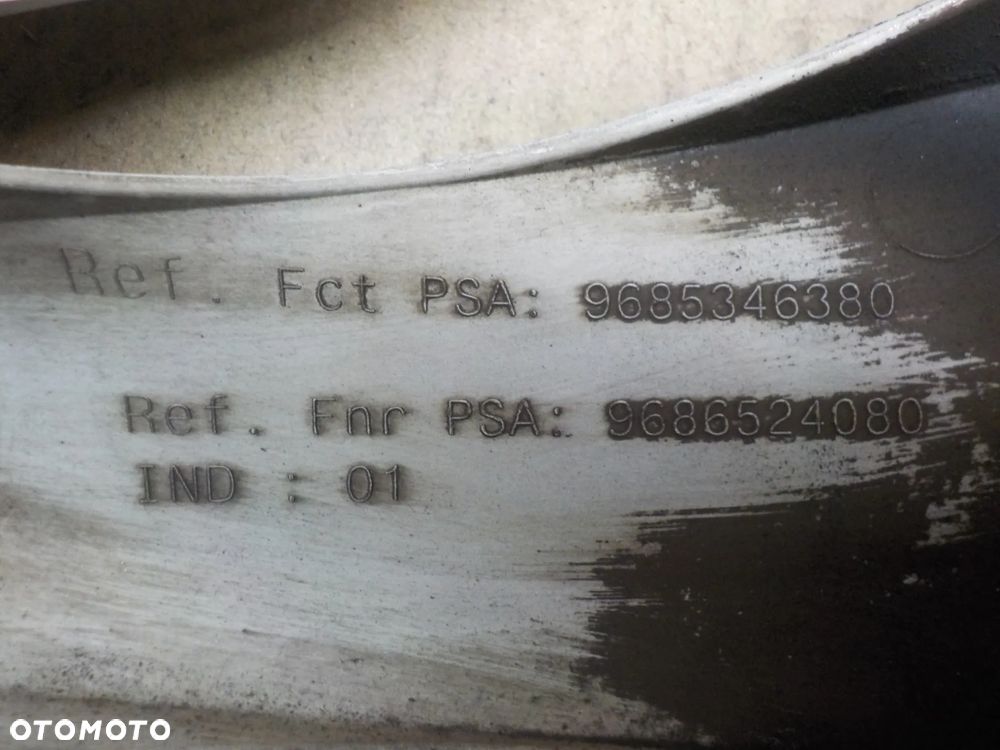 Ref. Fct PSA: 9685346380
Ref. Fnr PSA: 9686524080
IND : 01
OTOMOTO